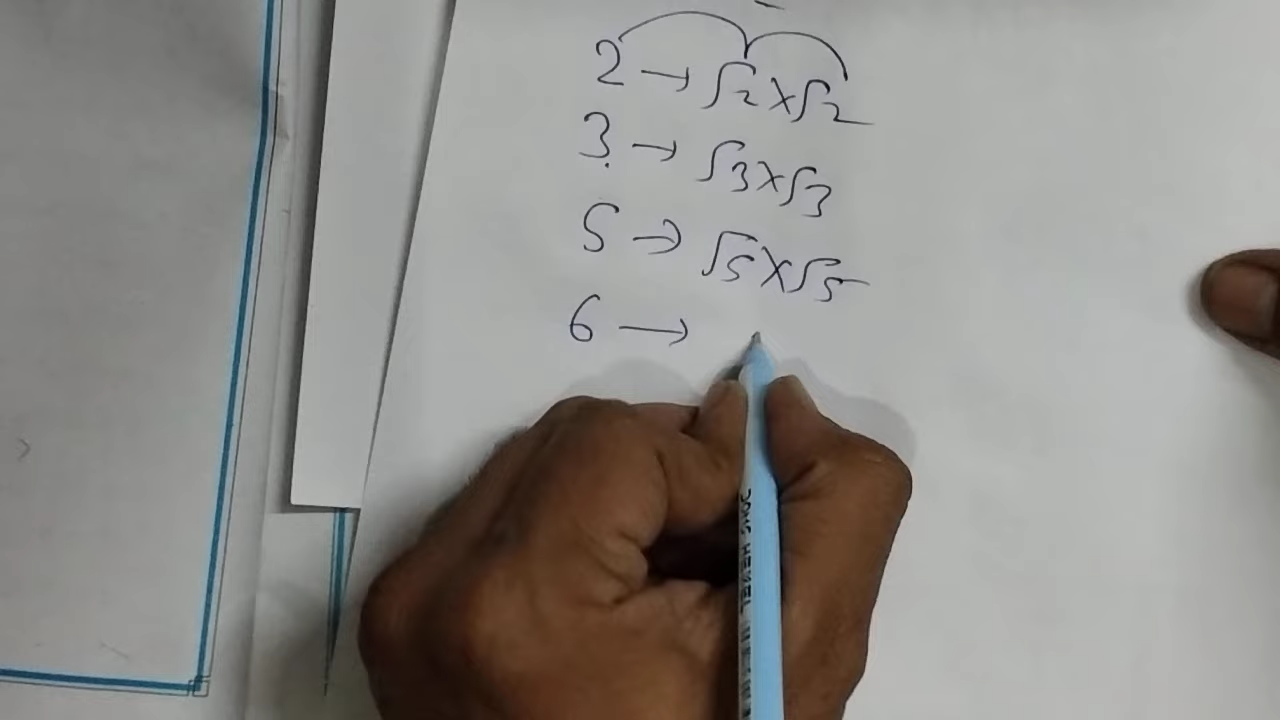 2 → √2 × √2
3 → √3 × √3
5 → √5 × √5
6 →